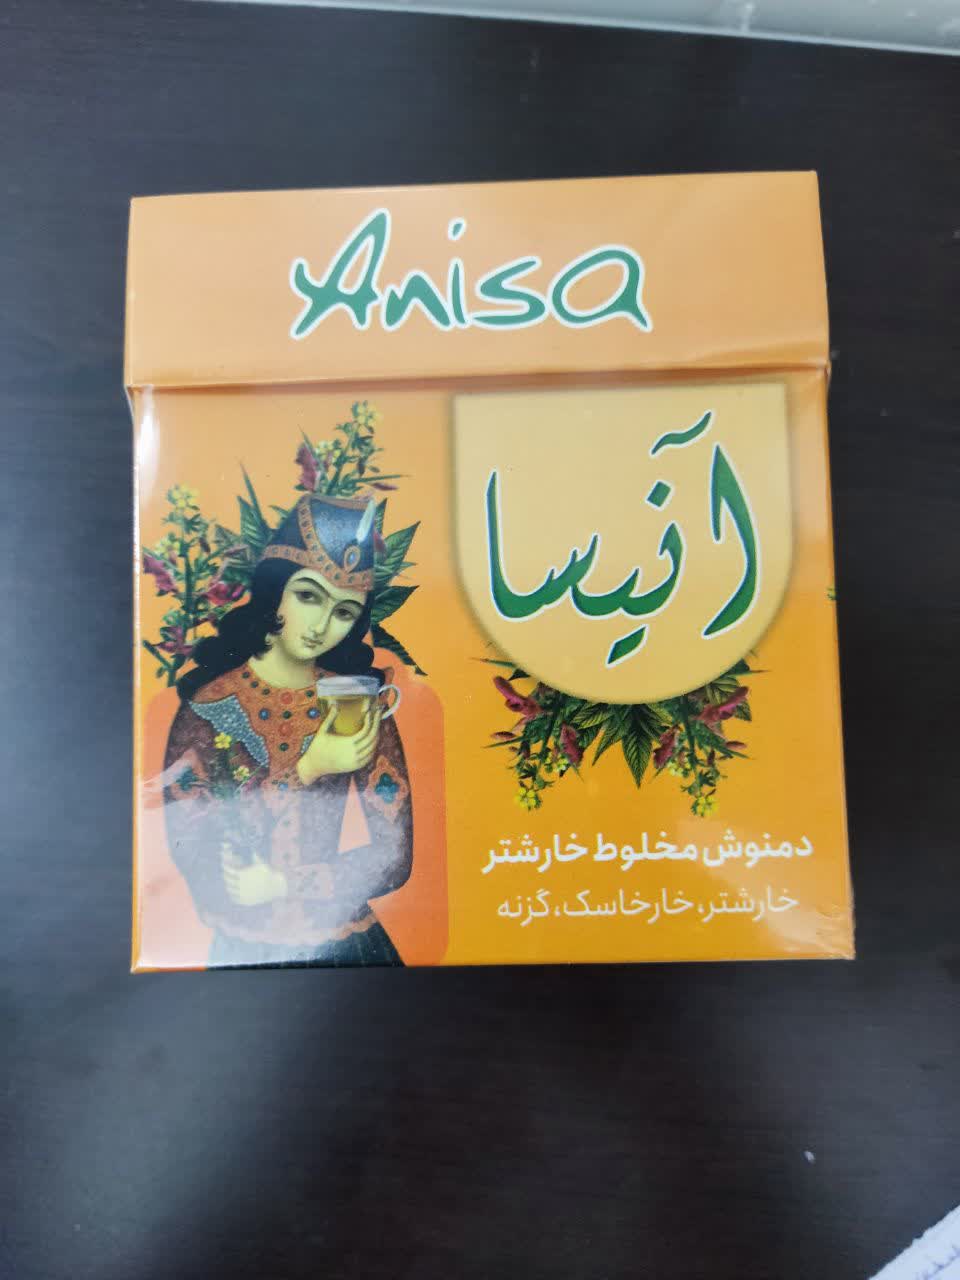 Anisa
آنیسا
دمنوش مخلوط خارشتر
خارشتر، خارخاسک، گزنه